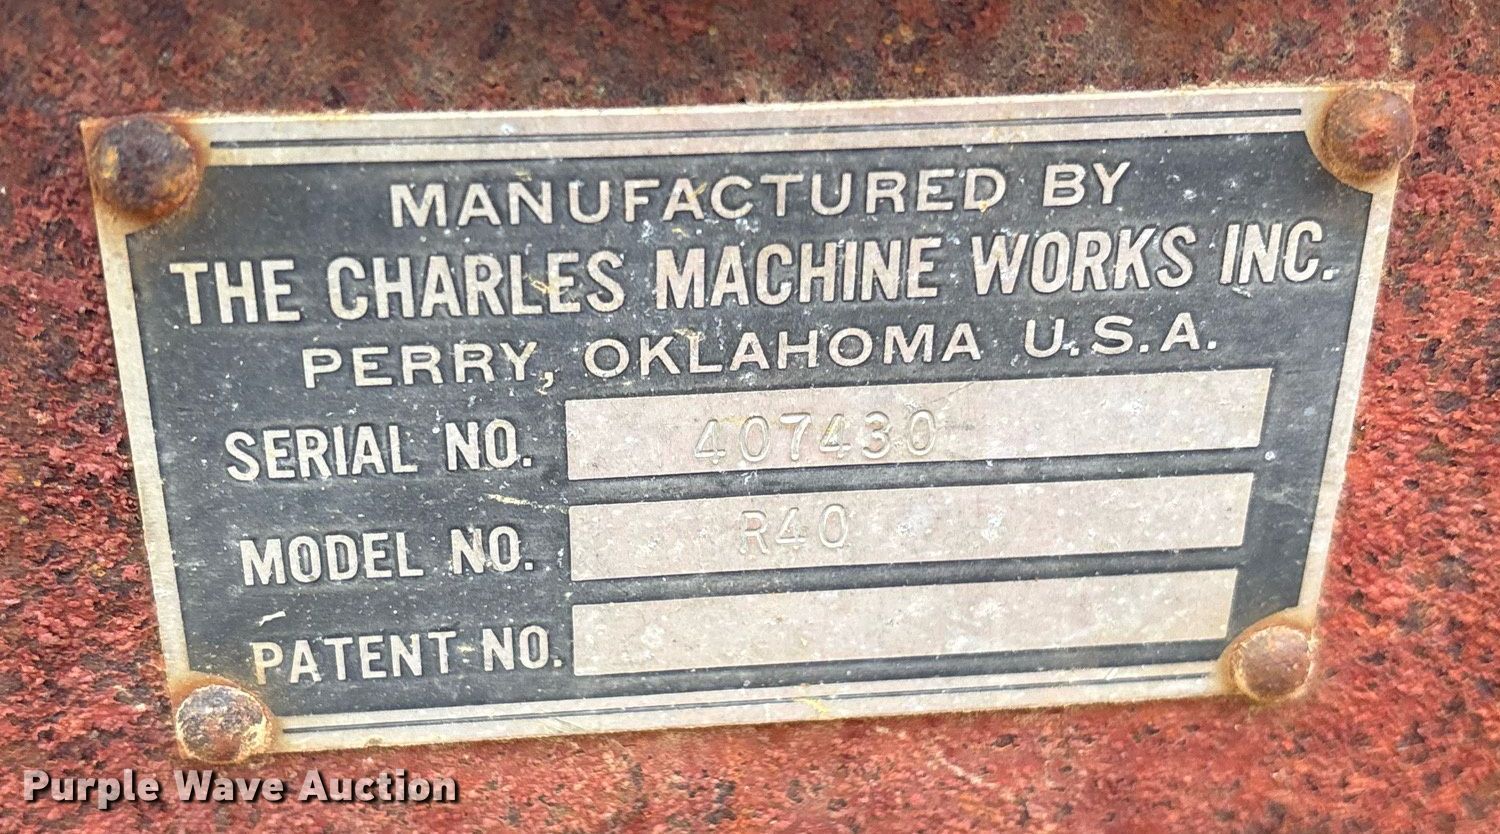 MANUFACTURED BY
THE CHARLES MACHINE WORKS INC.
PERRY, OKLAHOMA U.S.A.
SERIAL NO. 407430
MODEL NO. R40
PATENT NO.
Purple Wave Auction